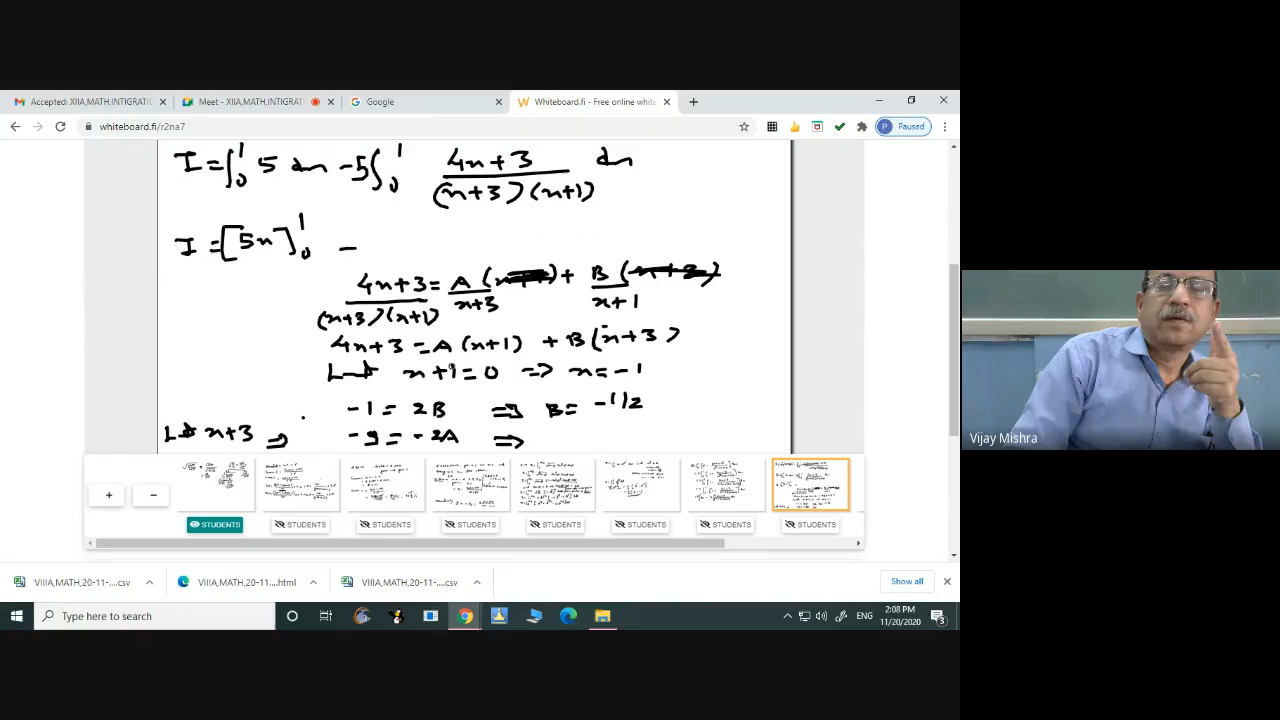 Accepted: XIIA,MATH,INTIGRATIO
Meet - XIIA,MATH,INTIGRATI
Google
Whiteboard.fi - Free online white
whiteboard.fi/r2na7
Paused
I = ∫₀¹ 5 dx - 5 ∫₀¹ (4x+3)/((x+3)(x+1)) dx
I = [5x]₀¹ -
(4x+3)/((x+3)(x+1)) = A/(x+3) + B/(x+1)
4x+3 = A(x+1) + B(x+3)
Let x+1=0 => x=-1
-1 = 2B => B = -1/2
Let x+3 => -9 = -2A =>
+ -
STUDENTS STUDENTS STUDENTS STUDENTS STUDENTS STUDENTS STUDENTS STUDENTS
VIIIA,MATH,20-11-....csv
VIIIA,MATH,20-11....html
VIIIA,MATH,20-11-....csv
Show all
Type here to search
ENG
2:08 PM
11/20/2020
3
Vijay Mishra